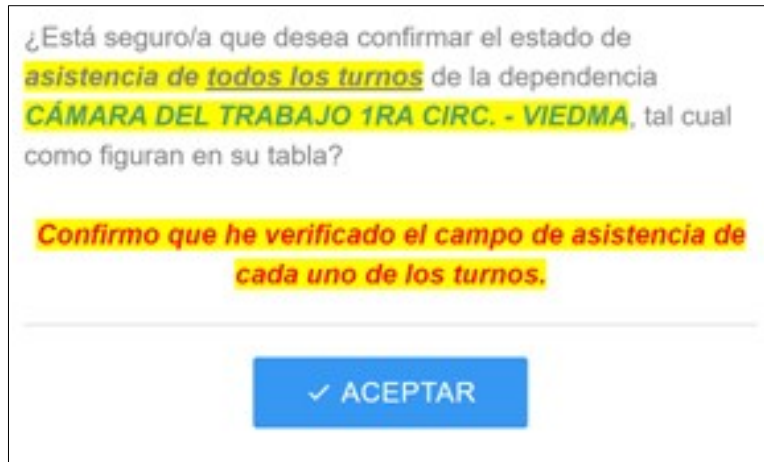 ¿Está seguro/a que desea confirmar el estado de
asistencia de todos los turnos de la dependencia
CÁMARA DEL TRABAJO 1RA CIRC. - VIEDMA, tal cual
como figuran en su tabla?
Confirmo que he verificado el campo de asistencia de
cada uno de los turnos.
✓ ACEPTAR